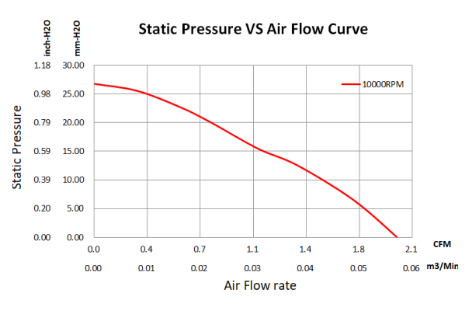 Static Pressure VS Air Flow Curve
inch-H2O
mm-H2O
1.18 30.00
0.98 25.00
0.79 20.00
0.59 15.00
0.39 10.00
0.20 5.00
0.00 0.00
Static Pressure
10000RPM
0.0 0.4 0.7 1.1 1.4 1.8 2.1 CFM
0.00 0.01 0.02 0.03 0.04 0.05 0.06 m3/Min
Air Flow rate